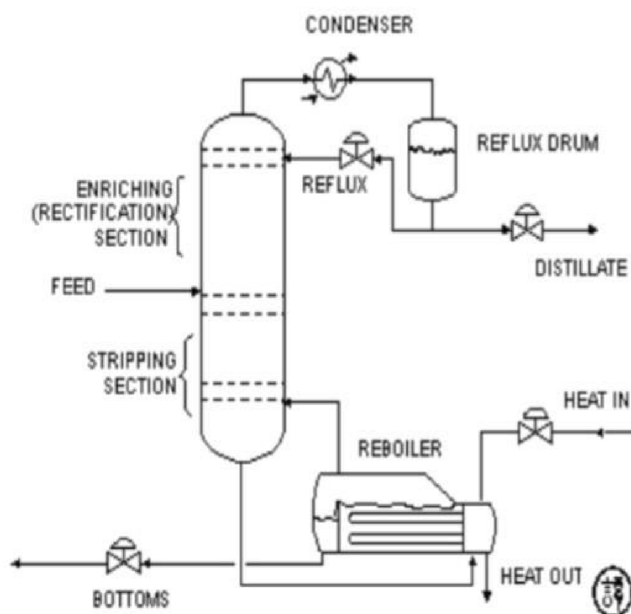 CONDENSER
REFLUX DRUM
REFLUX
ENRICHING
(RECTIFICATION)
SECTION
DISTILLATE
FEED
STRIPPING
SECTION
HEAT IN
REBOILER
HEAT OUT
BOTTOMS